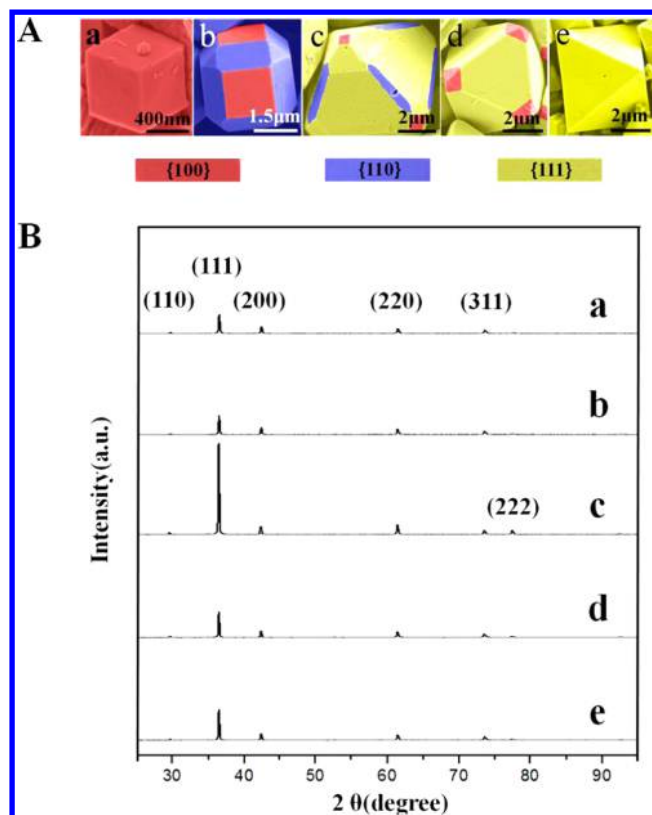 A
a b c d e
400nm 1.5μm 2μm 2μm 2μm
{100} {110} {111}
B
(111)
(110) (200) (220) (311) a
b
(222) c
d
e
Intensity(a.u.)
30 40 50 60 70 80 90
2 θ(degree)